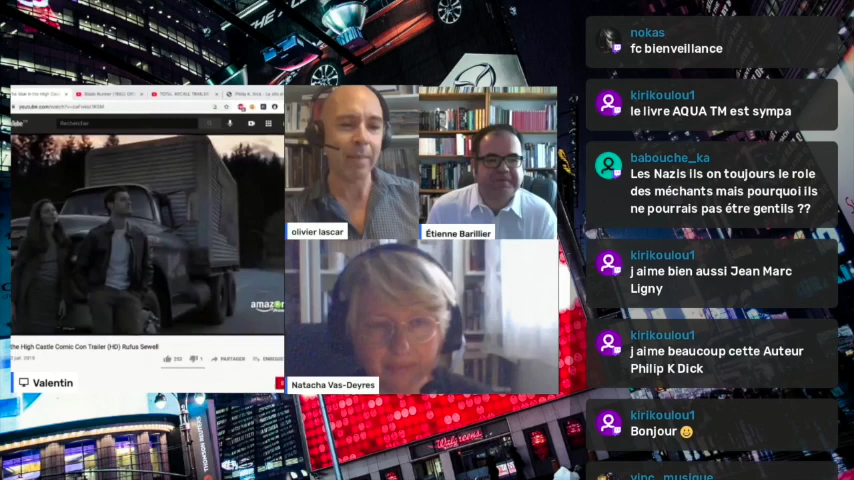 nokas
fc bienveillance
kirikoulou1
le livre AQUA TM est sympa
babouche_ka
Les Nazis ils on toujours le role
des méchants mais pourquoi ils
ne pourrais pas étre gentils ??
kirikoulou1
j aime bien aussi Jean Marc
Ligny
kirikoulou1
j aime beaucoup cette Auteur
Philip K Dick
kirikoulou1
Bonjour
vinc_musique
Rechercher
olivier lascar
Étienne Barillier
amazon
the High Castle Comic Con Trailer (HD) Rufus Sewell
PARTAGER
Valentin
Natacha Vas-Deyres
Walgreens